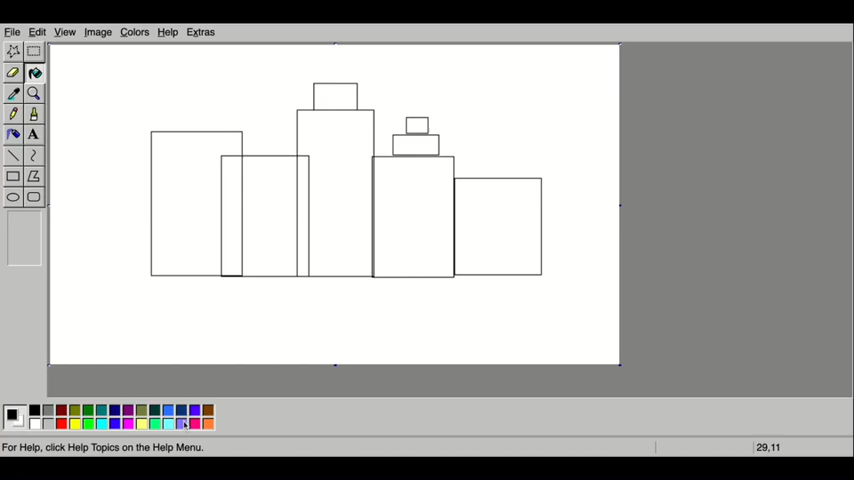 File Edit View Image Colors Help Extras
A
For Help, click Help Topics on the Help Menu.
29,11